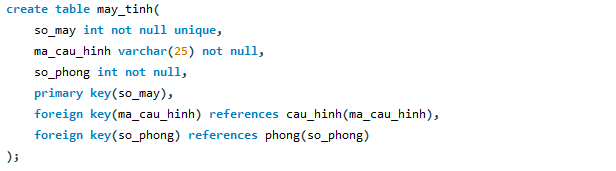 create table may_tinh(
    so_may int not null unique,
    ma_cau_hinh varchar(25) not null,
    so_phong int not null,
    primary key(so_may),
    foreign key(ma_cau_hinh) references cau_hinh(ma_cau_hinh),
    foreign key(so_phong) references phong(so_phong)
);